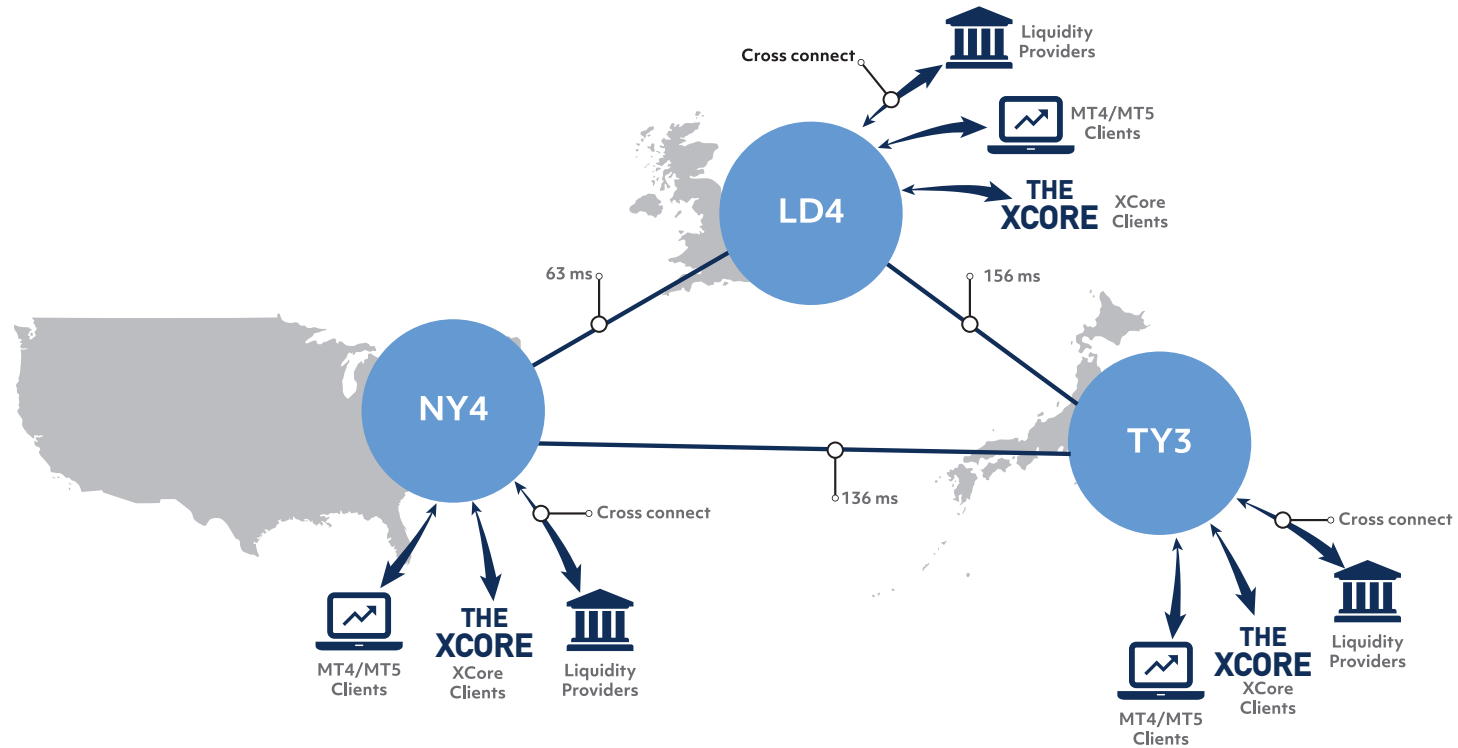 Liquidity
Providers
Cross connect
MT4/MT5
Clients
THE
XCORE
XCore
Clients
LD4
63 ms
156 ms
NY4
TY3
136 ms
Cross connect
Cross connect
MT4/MT5
Clients
THE
XCORE
XCore
Clients
Liquidity
Providers
MT4/MT5
Clients
THE
XCORE
XCore
Clients
Liquidity
Providers